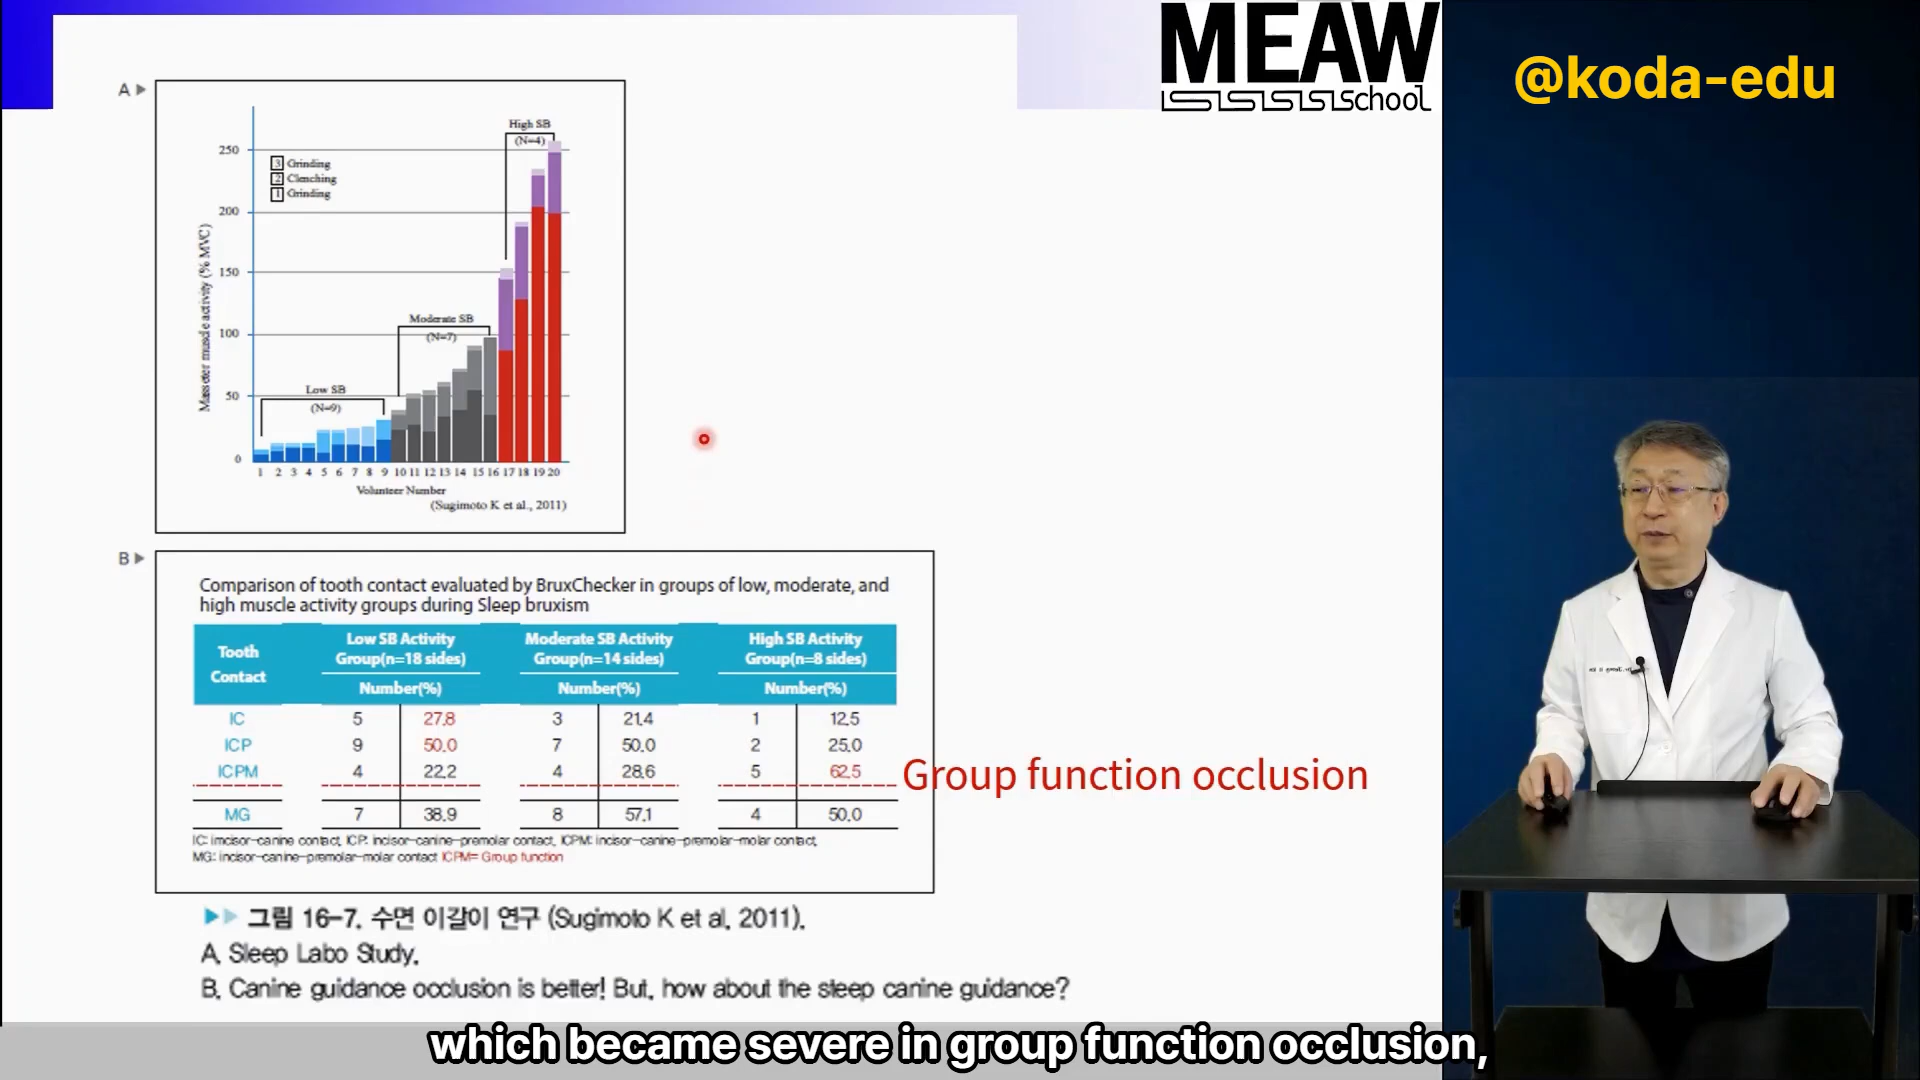 MEAW
school
@koda-edu
A
High SB
(N=4)
250
3 Grinding
2 Clenching
1 Grinding
200
Masseter muscle activity (% MVC)
150
Moderate SB
(N=7)
100
Low SB
(N=9)
50
0
1 2 3 4 5 6 7 8 9 10 11 12 13 14 15 16 17 18 19 20
Volunteer Number
(Sugimoto K et al., 2011)
B
Comparison of tooth contact evaluated by BruxChecker in groups of low, moderate, and
high muscle activity groups during Sleep bruxism
Tooth Contact Low SB Activity Group(n=18 sides) Moderate SB Activity Group(n=14 sides) High SB Activity Group(n=8 sides)
Number(%) Number(%) Number(%)
IC 5 27.8 3 21.4 1 12.5
ICP 9 50.0 7 50.0 2 25.0
ICPM 4 22.2 4 28.6 5 62.5
Group function occlusion
MG 7 38.9 8 57.1 4 50.0
IC: imcisor-canine contact, ICP: incisor-canine-premolar contact, ICPM: incisor-canine-premolar-molar contact,
MG: incisor-canine-premolar-molar contact ICPM= Group function
그림 16-7. 수면 이갈이 연구 (Sugimoto K et al, 2011).
A. Sleep Labo Study.
B. Canine guidance occlusion is better! But, how about the steep canine guidance?
which became severe in group function occlusion,